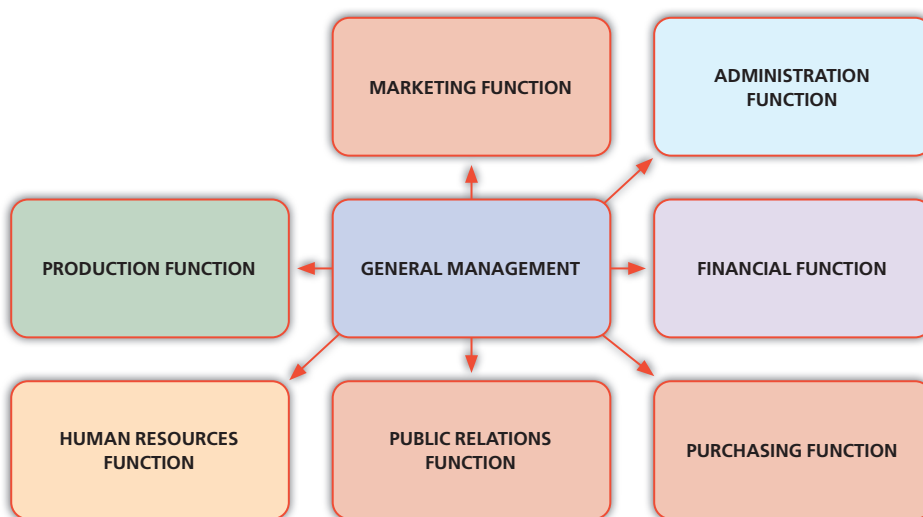 MARKETING FUNCTION
ADMINISTRATION
FUNCTION
PRODUCTION FUNCTION
GENERAL MANAGEMENT
FINANCIAL FUNCTION
HUMAN RESOURCES
FUNCTION
PUBLIC RELATIONS
FUNCTION
PURCHASING FUNCTION